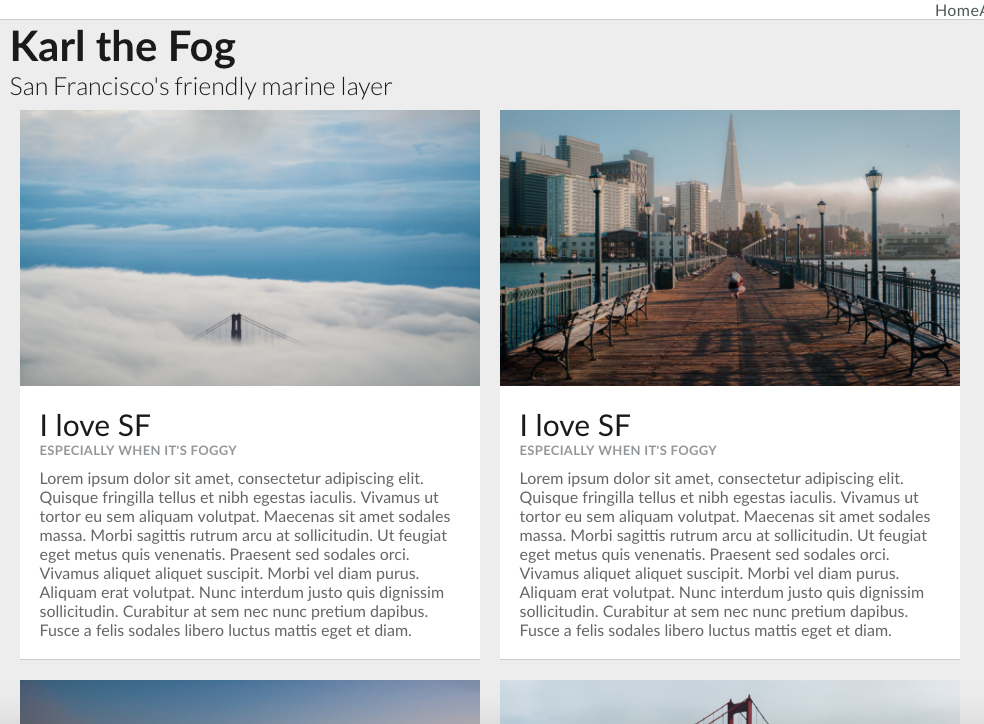 HomeA
Karl the Fog
San Francisco's friendly marine layer
I love SF
ESPECIALLY WHEN IT'S FOGGY
Lorem ipsum dolor sit amet, consectetur adipiscing elit.
Quisque fringilla tellus et nibh egestas iaculis. Vivamus ut
tortor eu sem aliquam volutpat. Maecenas sit amet sodales
massa. Morbi sagittis rutrum arcu at sollicitudin. Ut feugiat
eget metus quis venenatis. Praesent sed sodales orci.
Vivamus aliquet aliquet suscipit. Morbi vel diam purus.
Aliquam erat volutpat. Nunc interdum justo quis dignissim
sollicitudin. Curabitur at sem nec nunc pretium dapibus.
Fusce a felis sodales libero luctus mattis eget et diam.
I love SF
ESPECIALLY WHEN IT'S FOGGY
Lorem ipsum dolor sit amet, consectetur adipiscing elit.
Quisque fringilla tellus et nibh egestas iaculis. Vivamus ut
tortor eu sem aliquam volutpat. Maecenas sit amet sodales
massa. Morbi sagittis rutrum arcu at sollicitudin. Ut feugiat
eget metus quis venenatis. Praesent sed sodales orci.
Vivamus aliquet aliquet suscipit. Morbi vel diam purus.
Aliquam erat volutpat. Nunc interdum justo quis dignissim
sollicitudin. Curabitur at sem nec nunc pretium dapibus.
Fusce a felis sodales libero luctus mattis eget et diam.